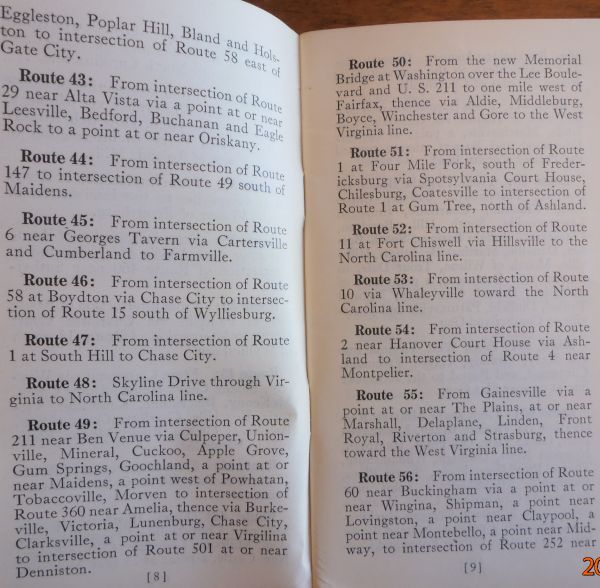 Eggleston, Poplar Hill, Bland and Hols-
ton to intersection of Route 58 east of
Gate City.
Route 43: From intersection of Route
29 near Alta Vista via a point at or near
Leesville, Bedford, Buchanan and Eagle
Rock to a point at or near Oriskany.
Route 44: From intersection of Route
147 to intersection of Route 49 south of
Maidens.
Route 45: From intersection of Route
6 near Georges Tavern via Cartersville
and Cumberland to Farmville.
Route 46: From intersection of Route
58 at Boydton via Chase City to intersec-
tion of Route 15 south of Wylliesburg.
Route 47: From intersection of Route
1 at South Hill to Chase City.
Route 48: Skyline Drive through Vir-
ginia to North Carolina line.
Route 49: From intersection of Route
211 near Ben Venue via Culpeper, Union-
ville, Mineral, Cuckoo, Apple Grove,
Gum Springs, Goochland, a point at or
near Maidens, a point west of Powhatan,
Tobaccoville, Morven to intersection of
Route 360 near Amelia, thence via Burke-
ville, Victoria, Lunenburg, Chase City,
Clarksville, a point at or near Virgilina
to intersection of Route 501 at or near
Denniston.
[8]
Route 50: From the new Memorial
Bridge at Washington over the Lee Boule-
vard and U. S. 211 to one mile west of
Fairfax, thence via Aldie, Middleburg,
Boyce, Winchester and Gore to the West
Virginia line.
Route 51: From intersection of Route
1 at Four Mile Fork, south of Freder-
icksburg via Spotsylvania Court House,
Chilesburg, Coatesville to intersection of
Route 1 at Gum Tree, north of Ashland.
Route 52: From intersection of Route
11 at Fort Chiswell via Hillsville to the
North Carolina line.
Route 53: From intersection of Route
10 via Whaleyville toward the North
Carolina line.
Route 54: From intersection of Route
2 near Hanover Court House via Ash-
land to intersection of Route 4 near
Montpelier.
Route 55: From Gainesville via a
point at or near The Plains, at or near
Marshall, Delaplane, Linden, Front
Royal, Riverton and Strasburg, thence
toward the West Virginia line.
Route 56: From intersection of Route
60 near Buckingham via a point at or
near Wingina, Shipman, a point near
Lovingston, a point near Claypool, a
point near Montebello, a point near Mid-
way, to intersection of Route 252 near
[9]
20